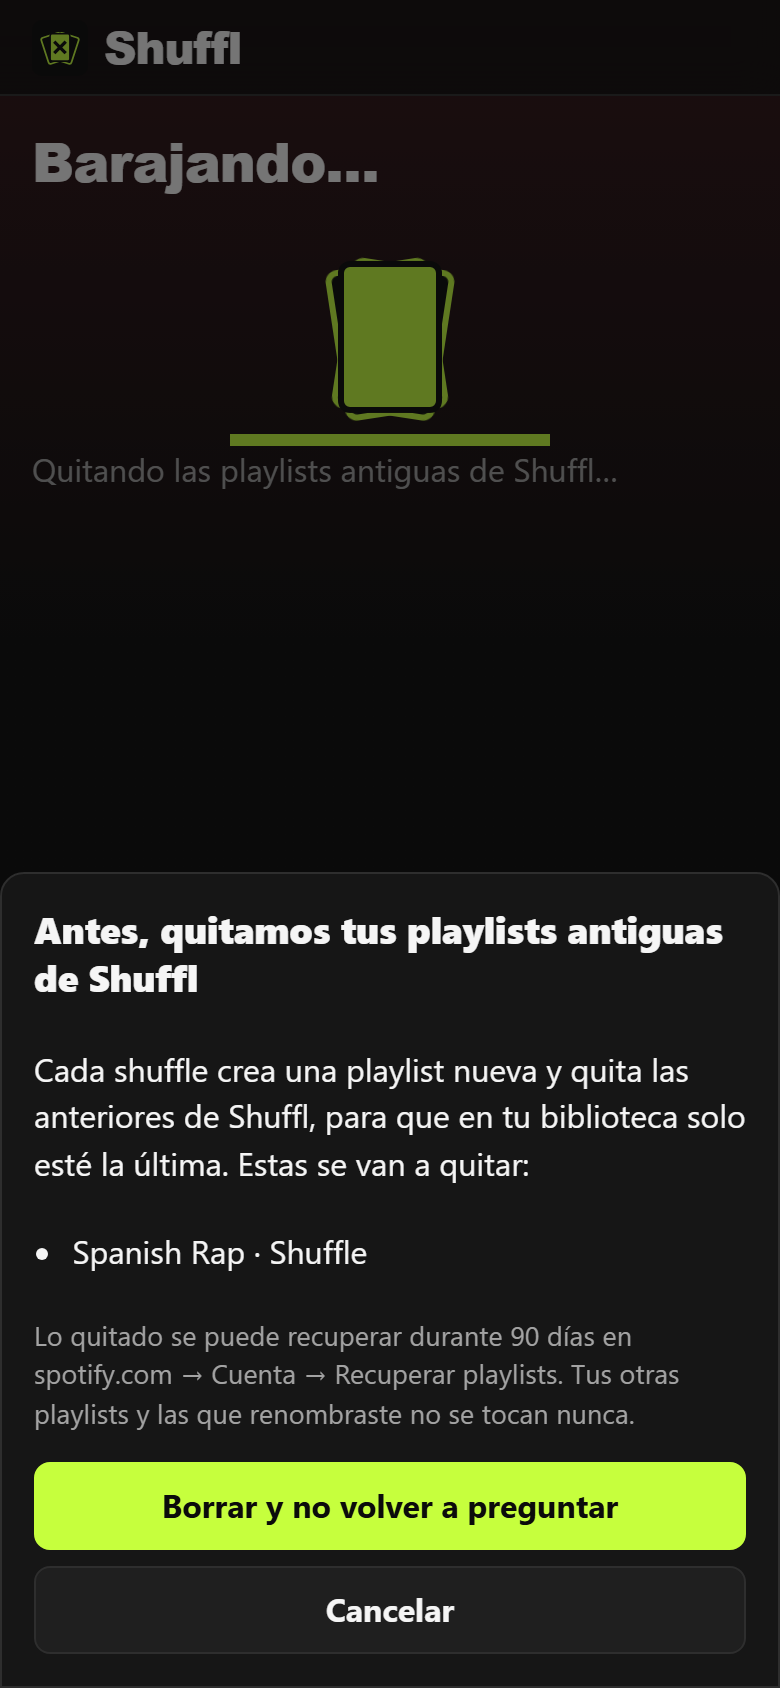 Shuffl
Barajando...
Quitando las playlists antiguas de Shuffl...
Antes, quitamos tus playlists antiguas
de Shuffl
Cada shuffle crea una playlist nueva y quita las
anteriores de Shuffl, para que en tu biblioteca solo
esté la última. Estas se van a quitar:
• Spanish Rap · Shuffle
Lo quitado se puede recuperar durante 90 días en
spotify.com → Cuenta → Recuperar playlists. Tus otras
playlists y las que renombraste no se tocan nunca.
Borrar y no volver a preguntar
Cancelar